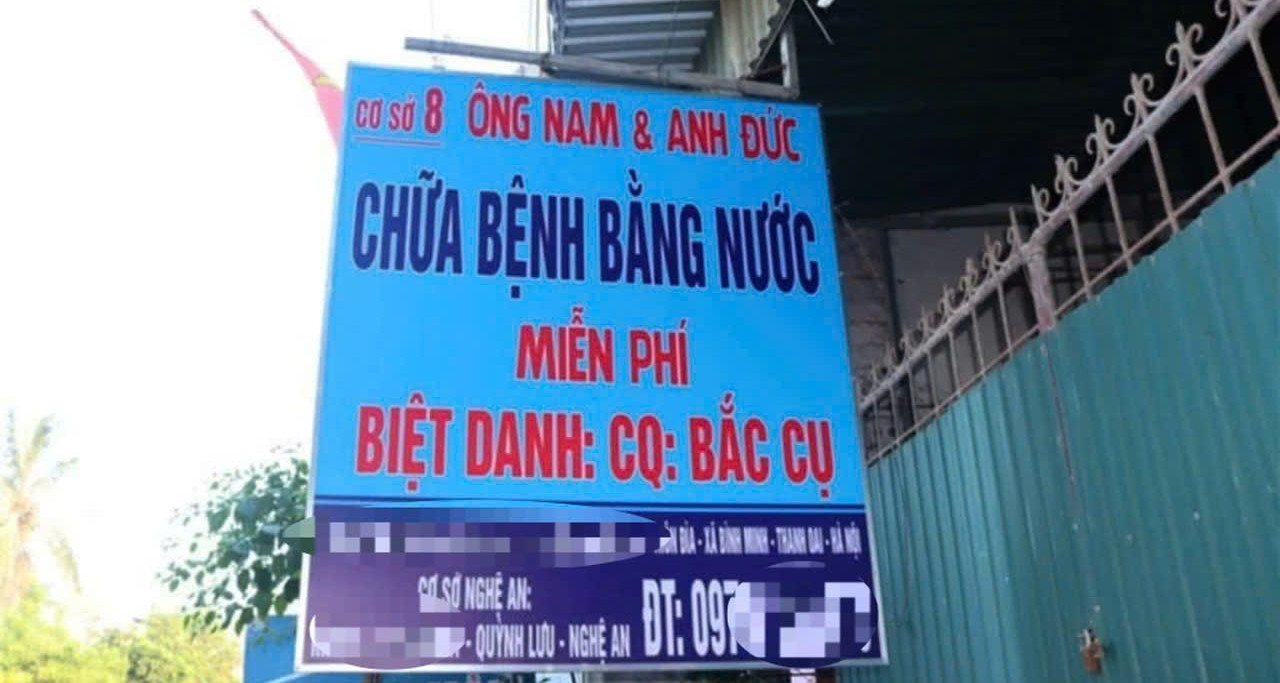 CƠ SỞ 8 ÔNG NAM & ANH ĐỨC
CHỮA BỆNH BẰNG NƯỚC
MIỄN PHÍ
BIỆT DANH: CQ: BẮC CỤ
BÌA - XÃ BÌNH MINH - THANH OAI - HÀ NỘI
CƠ SỞ NGHỆ AN:
- QUỲNH LƯU - NGHỆ AN
ĐT: 097